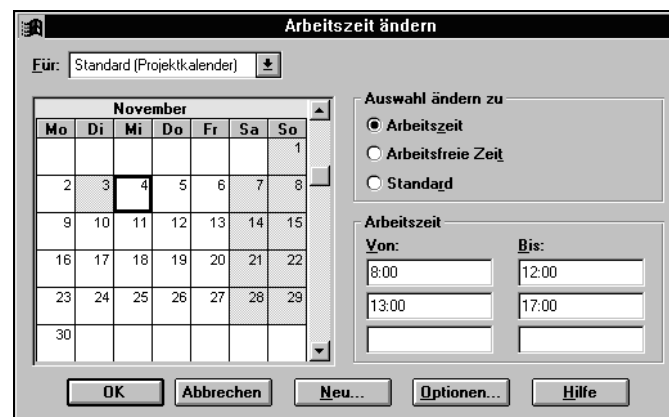 Arbeitszeit ändern
Für: Standard (Projektkalender)
November
Mo Di Mi Do Fr Sa So
1
2 3 4 5 6 7 8
9 10 11 12 13 14 15
16 17 18 19 20 21 22
23 24 25 26 27 28 29
30
Auswahl ändern zu
Arbeitszeit
Arbeitsfreie Zeit
Standard
Arbeitszeit
Von: Bis:
8:00 12:00
13:00 17:00
OK Abbrechen Neu... Optionen... Hilfe